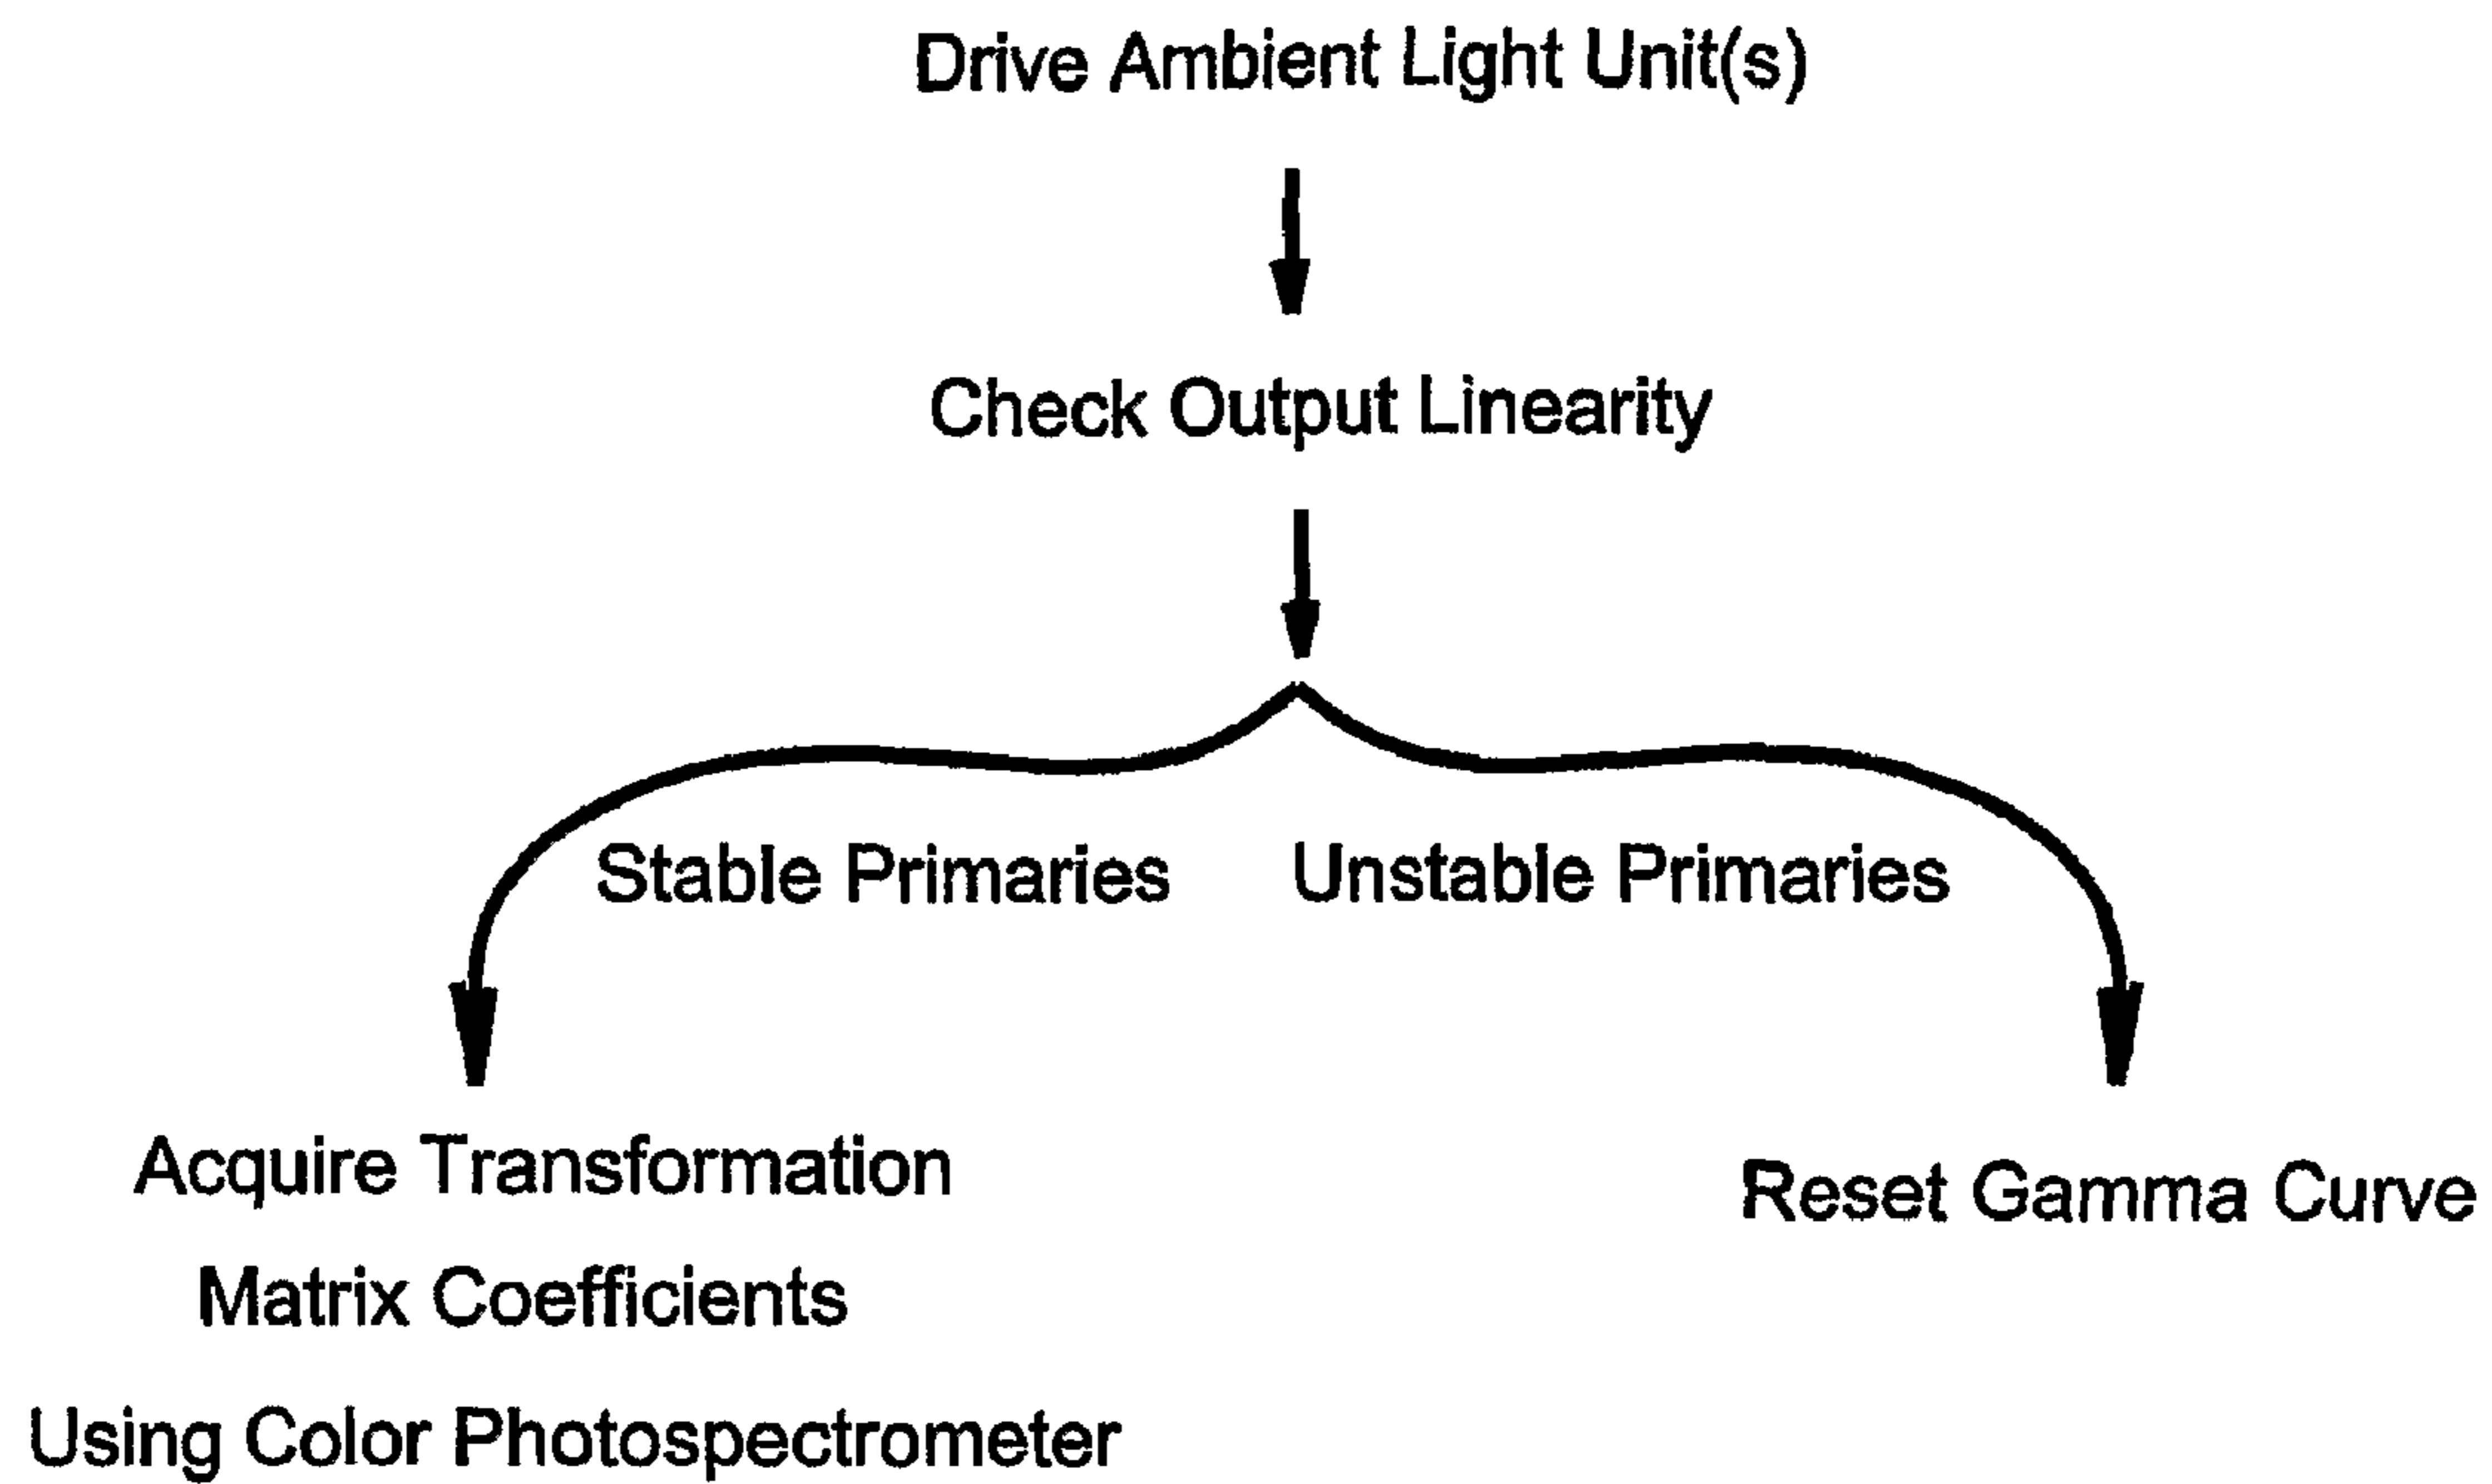 Drive Ambient Light Unit(s)
Check Output Linearity
Stable Primaries
Unstable Primaries
Acquire Transformation
Matrix Coefficients
Using Color Photospectrometer
Reset Gamma Curve